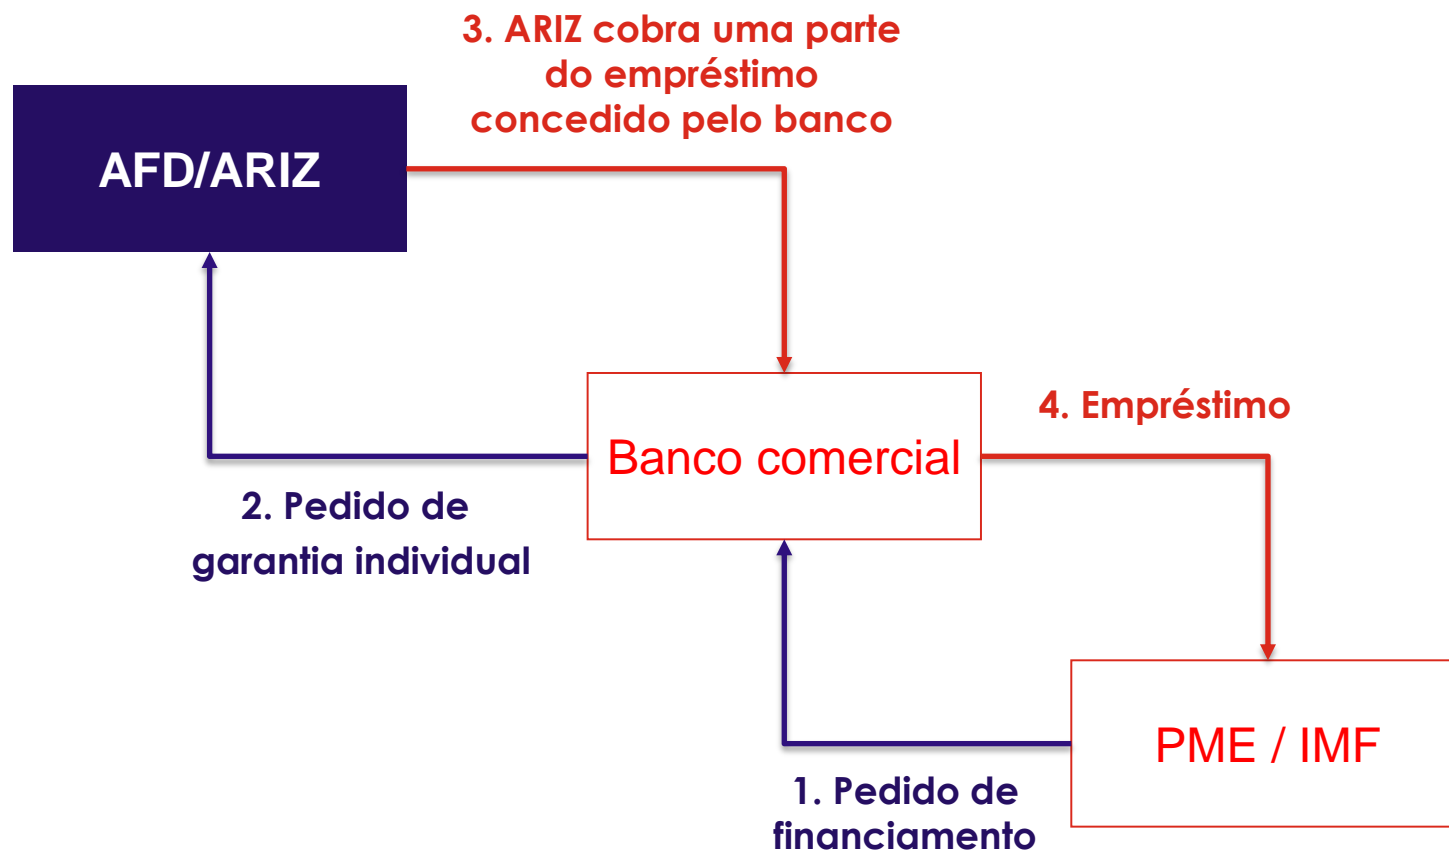 3. ARIZ cobra uma parte
do empréstimo
concedido pelo banco
AFD/ARIZ
4. Empréstimo
Banco comercial
2. Pedido de
garantia individual
PME / IMF
1. Pedido de
financiamento